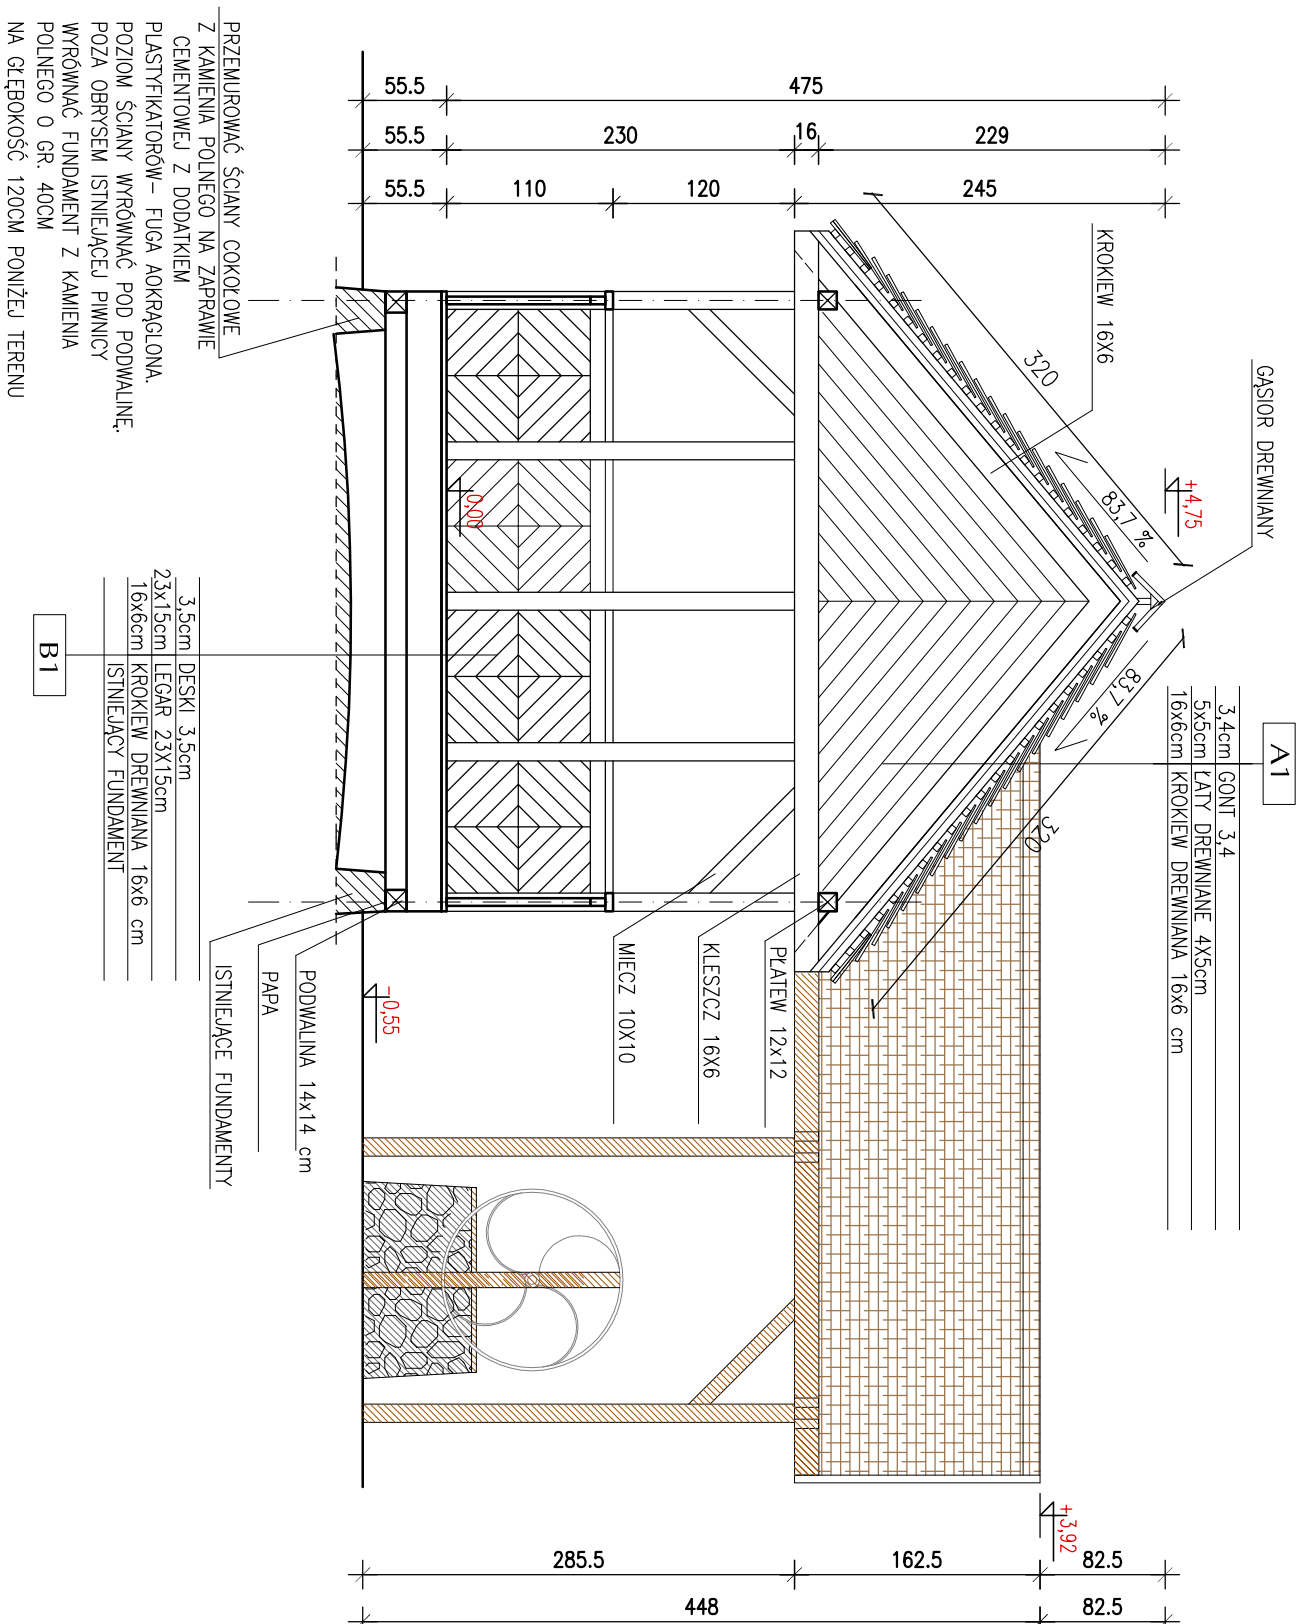 GĄSIOR DREWNIANY
KROKIEW 16X6
+4,75
320
83,7 %
83,7 %
320
A1
3,4cm GONT 3,4
5x5cm ŁATY DREWNIANE 4X5cm
16x6cm KROKIEW DREWNIANA 16x6 cm
475
55.5
229
16
230
55.5
245
120
110
55.5
0,00
PŁATEW 12x12
KLESZCZ 16X6
MIECZ 10X10
-0,55
PODWALINA 14x14 cm
PAPA
ISTNIEJĄCE FUNDAMENTY
3,5cm DESKI 3,5cm
23x15cm LEGAR 23X15cm
16x6cm KROKIEW DREWNIANA 16x6 cm
ISTNIEJĄCY FUNDAMENT
B1
PRZEMUROWAĆ ŚCIANY COKOŁOWE
Z KAMIENIA POLNEGO NA ZAPRAWIE
CEMENTOWEJ Z DODATKIEM
PLASTYFIKATORÓW- FUGA AOKRĄGLONA.
POZIOM ŚCIANY WYRÓWNAĆ POD PODWALINĘ.
POZA OBRYSEM ISTNIEJĄCEJ PIWNICY
WYRÓWNAĆ FUNDAMENT Z KAMIENIA
POLNEGO O GR. 40CM
NA GŁĘBOKOŚĆ 120CM PONIŻEJ TERENU
+3,92
82.5
162.5
285.5
82.5
448